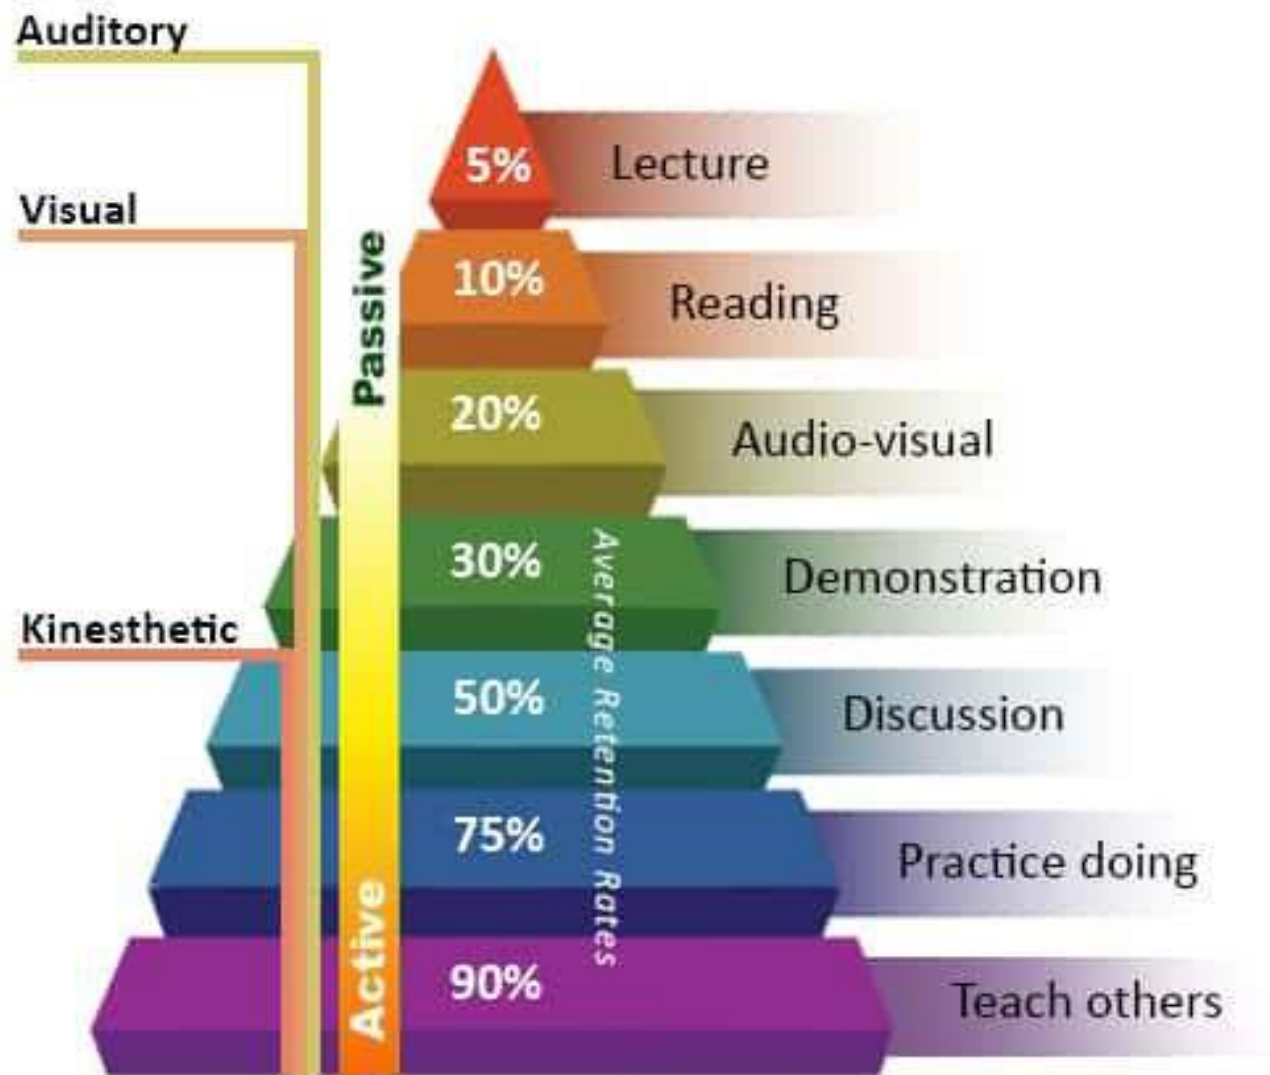 Auditory
5% Lecture
Visual
10% Reading
Passive
20% Audio-visual
30% Demonstration
Average Retention Rates
Kinesthetic
50% Discussion
75% Practice doing
Active
90% Teach others